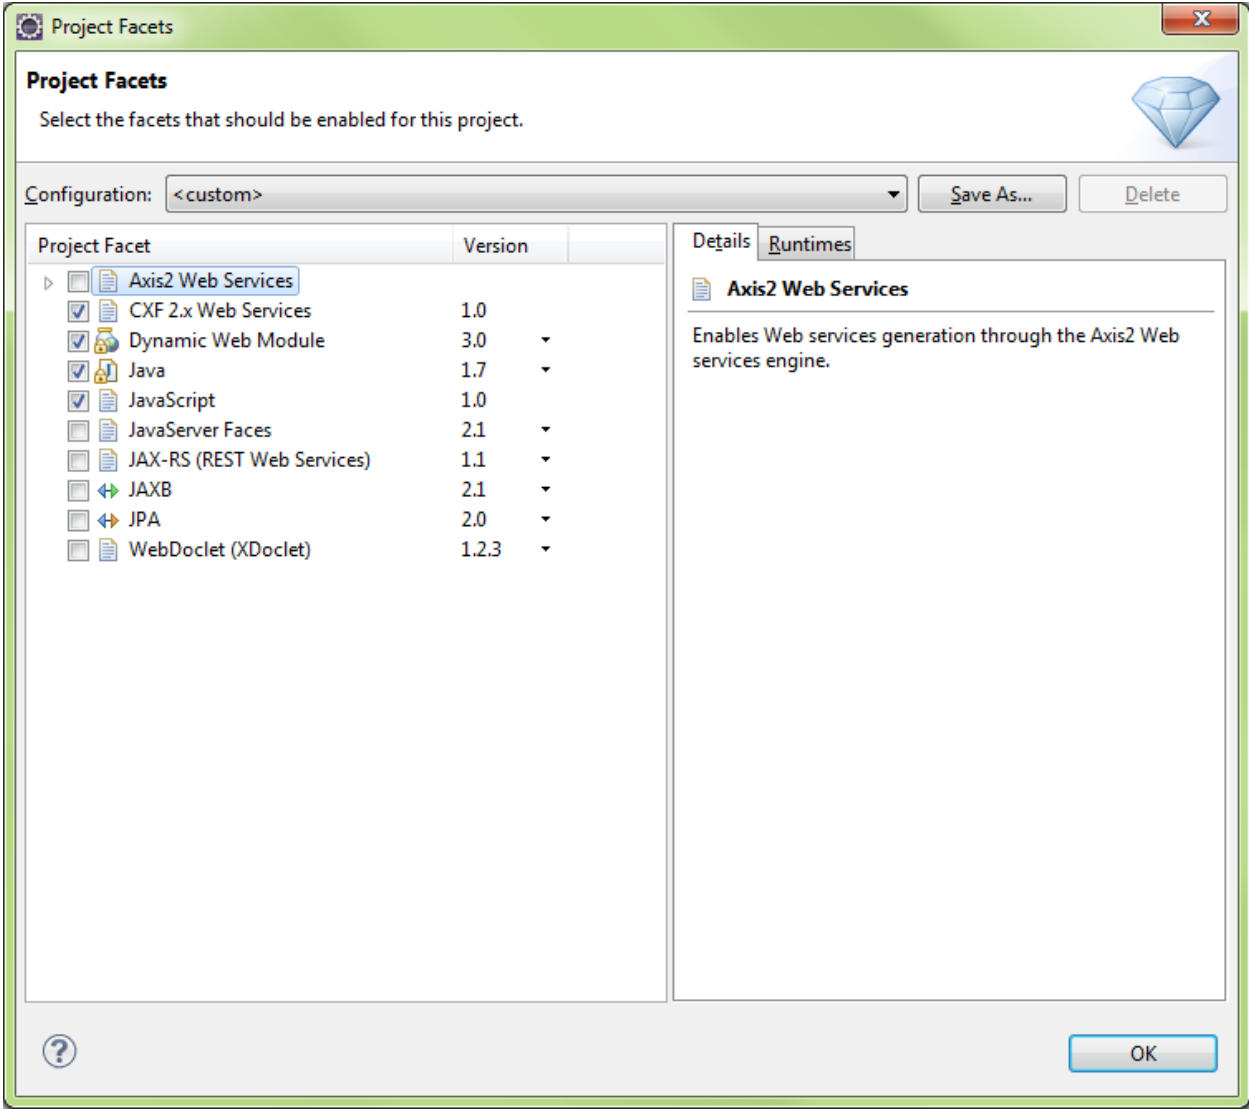 Project Facets
Project Facets
Select the facets that should be enabled for this project.
Configuration: <custom> Save As... Delete
Project Facet Version
Axis2 Web Services
CXF 2.x Web Services 1.0
Dynamic Web Module 3.0
Java 1.7
JavaScript 1.0
JavaServer Faces 2.1
JAX-RS (REST Web Services) 1.1
JAXB 2.1
JPA 2.0
WebDoclet (XDoclet) 1.2.3
Details Runtimes
Axis2 Web Services
Enables Web services generation through the Axis2 Web
services engine.
?
OK